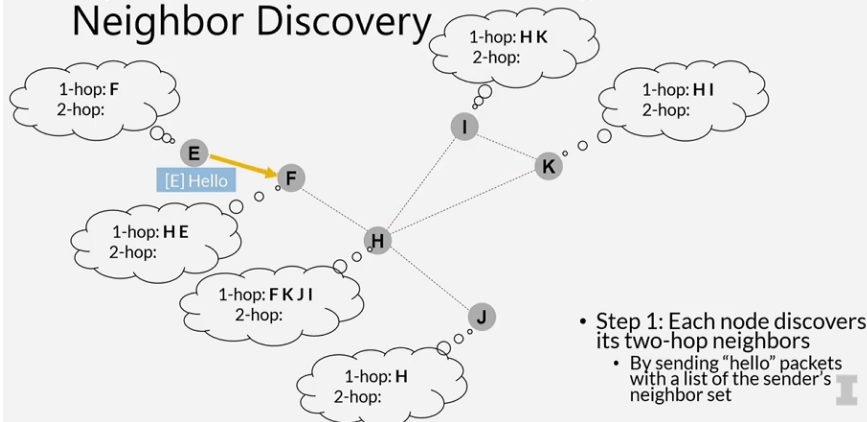 Neighbor Discovery
1-hop: H K
2-hop:
1-hop: F
2-hop:
1-hop: H I
2-hop:
I
E
K
[E] Hello
F
1-hop: H E
2-hop:
H
1-hop: F K J I
2-hop:
J
1-hop: H
2-hop:
• Step 1: Each node discovers
its two-hop neighbors
• By sending “hello” packets
with a list of the sender's
neighbor set
I